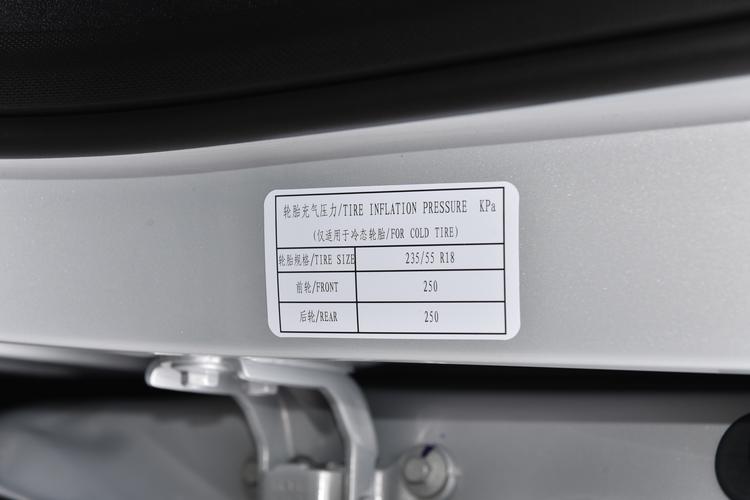 轮胎充气压力/TIRE INFLATION PRESSURE KPa
(仅适用于冷态轮胎/FOR COLD TIRE)
轮胎规格/TIRE SIZE 235/55 R18
前轮/FRONT 250
后轮/REAR 250